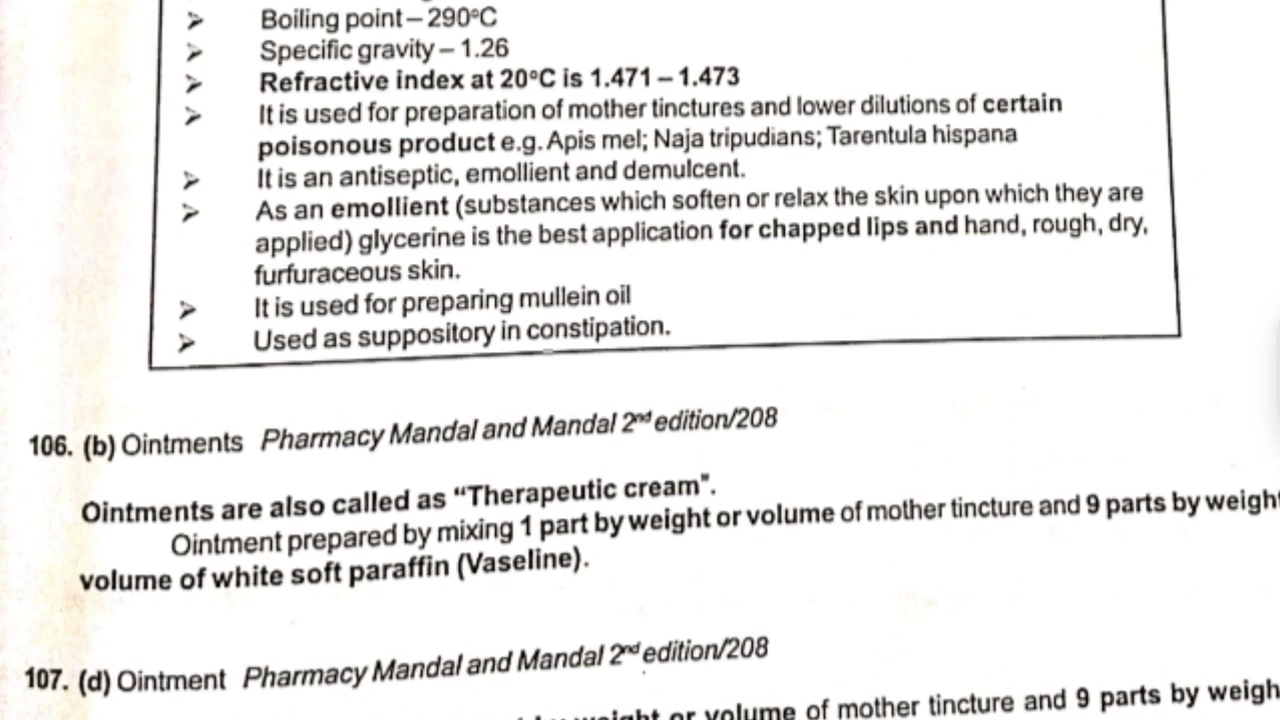 ➢ Boiling point – 290°C
➢ Specific gravity – 1.26
➢ Refractive index at 20°C is 1.471 – 1.473
➢ It is used for preparation of mother tinctures and lower dilutions of certain
poisonous product e.g. Apis mel; Naja tripudians; Tarentula hispana
➢ It is an antiseptic, emollient and demulcent.
➢ As an emollient (substances which soften or relax the skin upon which they are
applied) glycerine is the best application for chapped lips and hand, rough, dry,
furfuraceous skin.
➢ It is used for preparing mullein oil
➢ Used as suppository in constipation.
106. (b) Ointments Pharmacy Mandal and Mandal 2nd edition/208
Ointments are also called as “Therapeutic cream”.
Ointment prepared by mixing 1 part by weight or volume of mother tincture and 9 parts by weight
volume of white soft paraffin (Vaseline).
107. (d) Ointment Pharmacy Mandal and Mandal 2nd edition/208
weight or volume of mother tincture and 9 parts by weigh